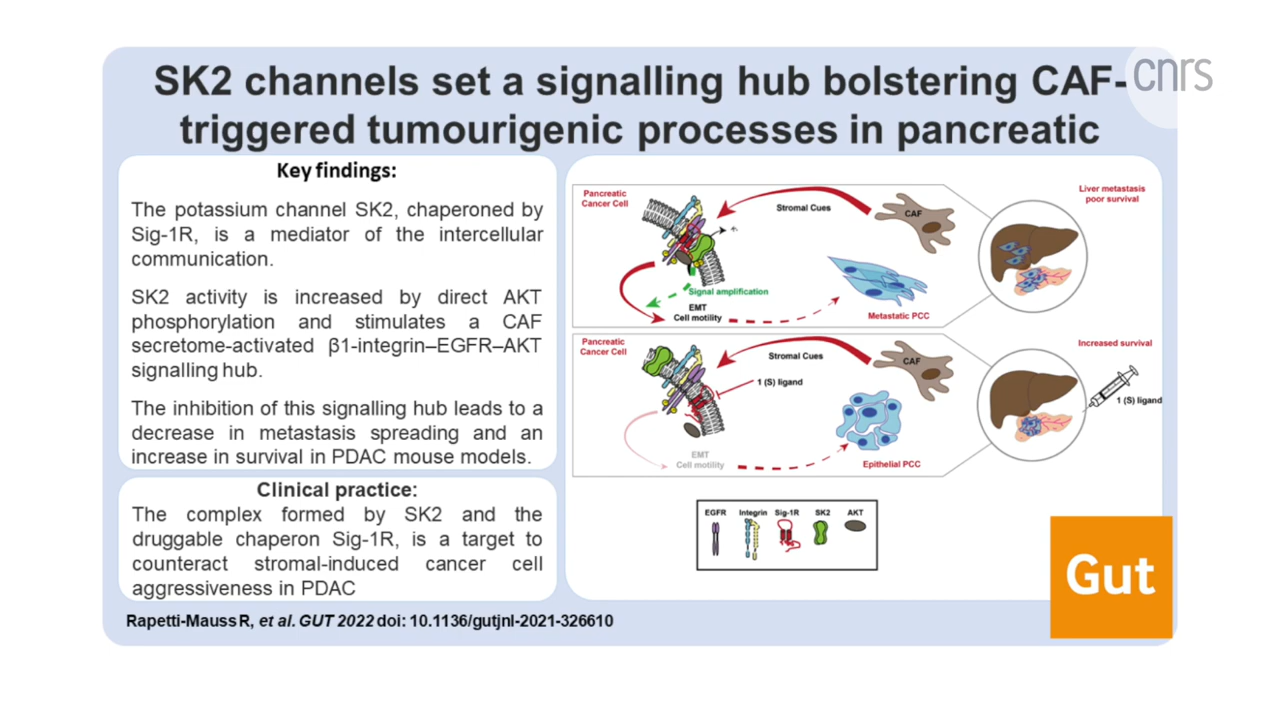 SK2 channels set a signalling hub bolstering CAF-
triggered tumourigenic processes in pancreatic
cnrs
Key findings:
The potassium channel SK2, chaperoned by
Sig-1R, is a mediator of the intercellular
communication.
SK2 activity is increased by direct AKT
phosphorylation and stimulates a CAF
secretome-activated β1-integrin–EGFR–AKT
signalling hub.
The inhibition of this signalling hub leads to a
decrease in metastasis spreading and an
increase in survival in PDAC mouse models.
Clinical practice:
The complex formed by SK2 and the
druggable chaperon Sig-1R, is a target to
counteract stromal-induced cancer cell
aggressiveness in PDAC
Pancreatic
Cancer Cell
Stromal Cues
CAF
Signal amplification
EMT
Cell motility
Metastatic PCC
Liver metastasis
poor survival
Pancreatic
Cancer Cell
Stromal Cues
CAF
1 (S) ligand
EMT
Cell motility
Epithelial PCC
Increased survival
1 (S) ligand
EGFR Integrin Sig-1R SK2 AKT
Gut
Rapetti-Mauss R, et al. GUT 2022 doi: 10.1136/gutjnl-2021-326610